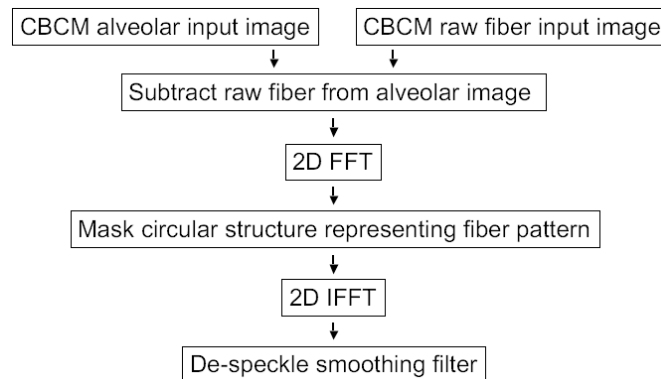 CBCM alveolar input image
CBCM raw fiber input image
Subtract raw fiber from alveolar image
2D FFT
Mask circular structure representing fiber pattern
2D IFFT
De-speckle smoothing filter